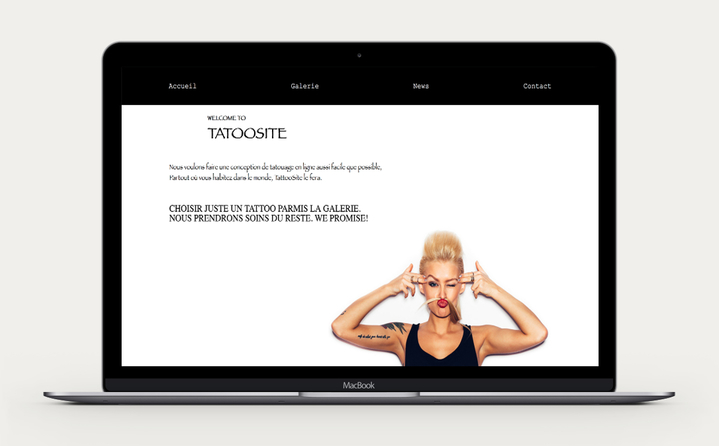 Accueil Galerie News Contact
WELCOME TO
TATOOSITE
Nous voulons faire une conception de tatouage en ligne aussi facile que possible,
Partout où vous habitez dans le monde, TattooSite le fera.
CHOISIR JUSTE UN TATTOO PARMIS LA GALERIE.
NOUS PRENDRONS SOINS DU RESTE. WE PROMISE!
MacBook